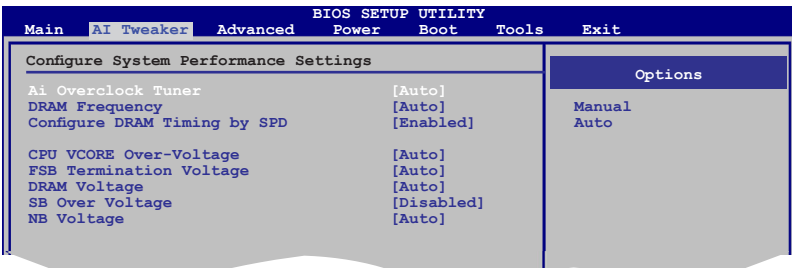 BIOS SETUP UTILITY
Main AI Tweaker Advanced Power Boot Tools Exit
Configure System Performance Settings
Ai Overclock Tuner [Auto]
DRAM Frequency [Auto]
Configure DRAM Timing by SPD [Enabled]
CPU VCORE Over-Voltage [Auto]
FSB Termination Voltage [Auto]
DRAM Voltage [Auto]
SB Over Voltage [Disabled]
NB Voltage [Auto]
Options
Manual
Auto